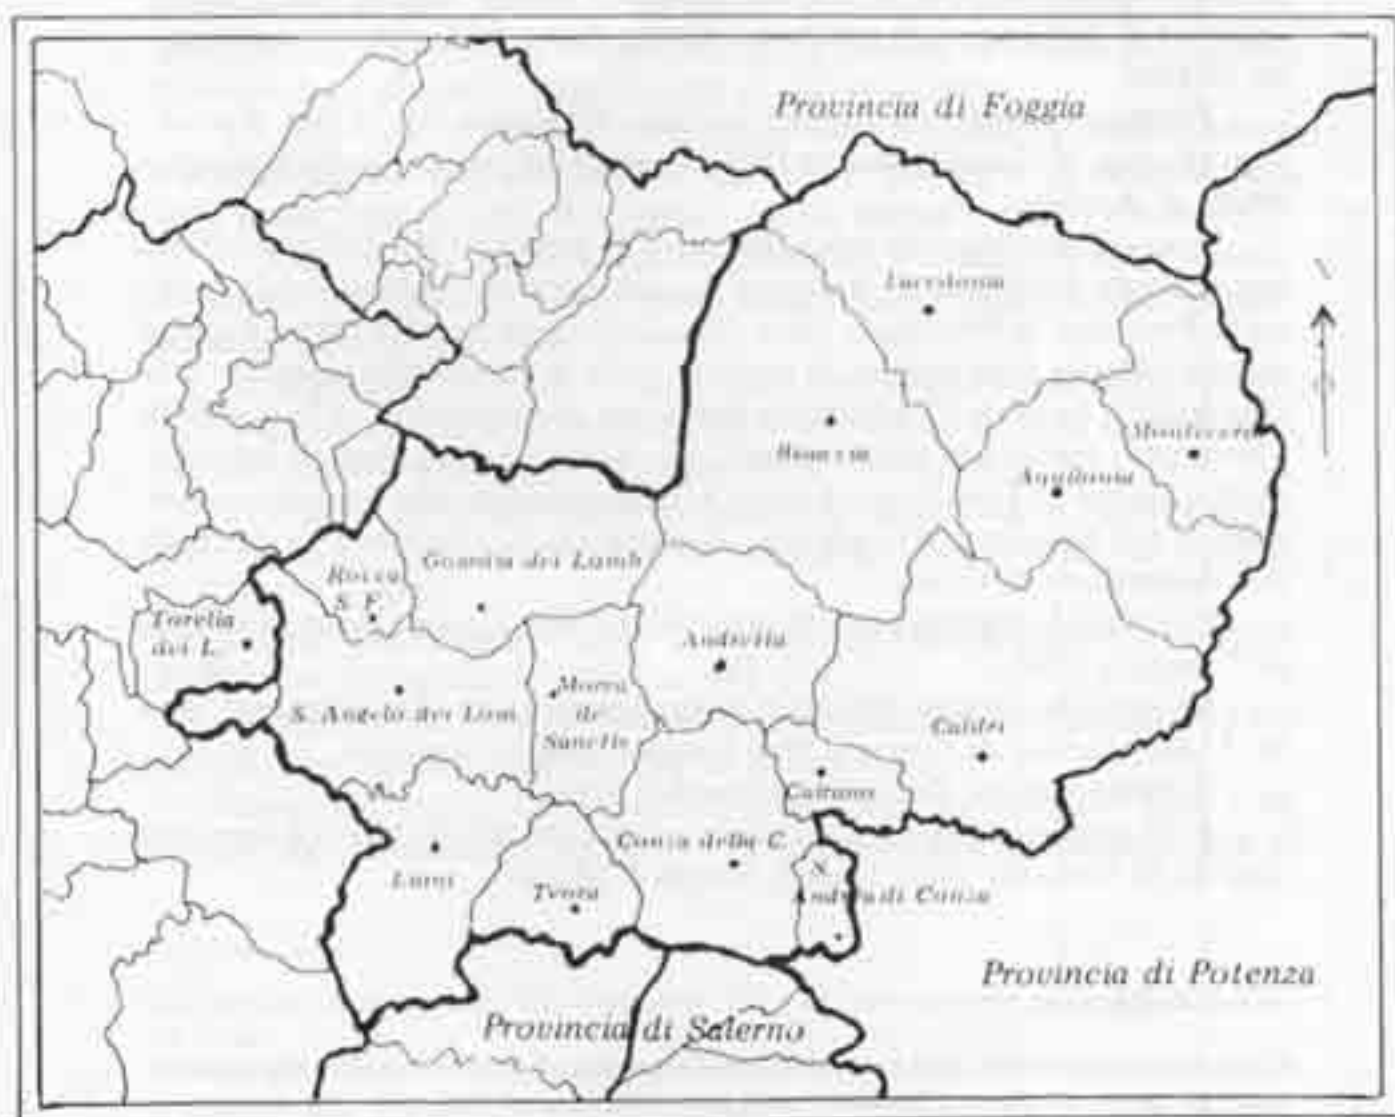 Provincia di Foggia
Lacedonia
N
Monteverde
Bisaccia
Aquilonia
Guardia dei Lomb
Rocca
S. F.
Torella
dei L.
Andretta
Morra
de
Sanctis
S. Angelo dei Lom.
Calitri
Cairano
Conza della C.
Lioni
Teora
S.
Andrea di Conza
Provincia di Potenza
Provincia di Salerno